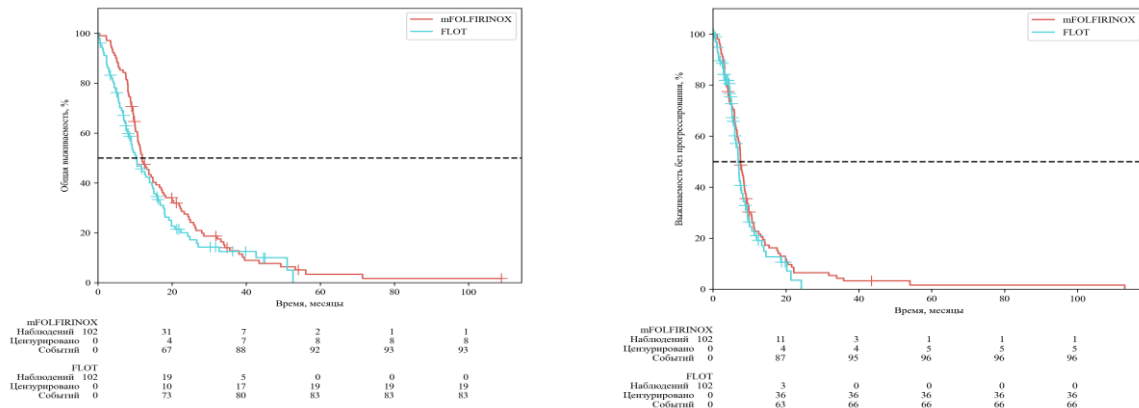 mFOLFIRINOX
FLOT
Общая выживаемость, %
100
80
60
40
20
0
0 20 40 60 80 100
Время, месяцы
mFOLFIRINOX
Наблюдений 102 31 7 2 1 1
Цензурировано 0 4 7 8 8 8
Событий 0 67 88 92 93 93
FLOT
Наблюдений 102 19 5 0 0 0
Цензурировано 0 10 17 19 19 19
Событий 0 73 80 83 83 83
mFOLFIRINOX
FLOT
Выживаемость без прогрессирования, %
100
80
60
40
20
0
0 20 40 60 80 100
Время, месяцы
mFOLFIRINOX
Наблюдений 102 11 3 1 1 1
Цензурировано 0 4 4 5 5 5
Событий 0 87 95 96 96 96
FLOT
Наблюдений 102 3 0 0 0 0
Цензурировано 0 36 36 36 36 36
Событий 0 63 66 66 66 66